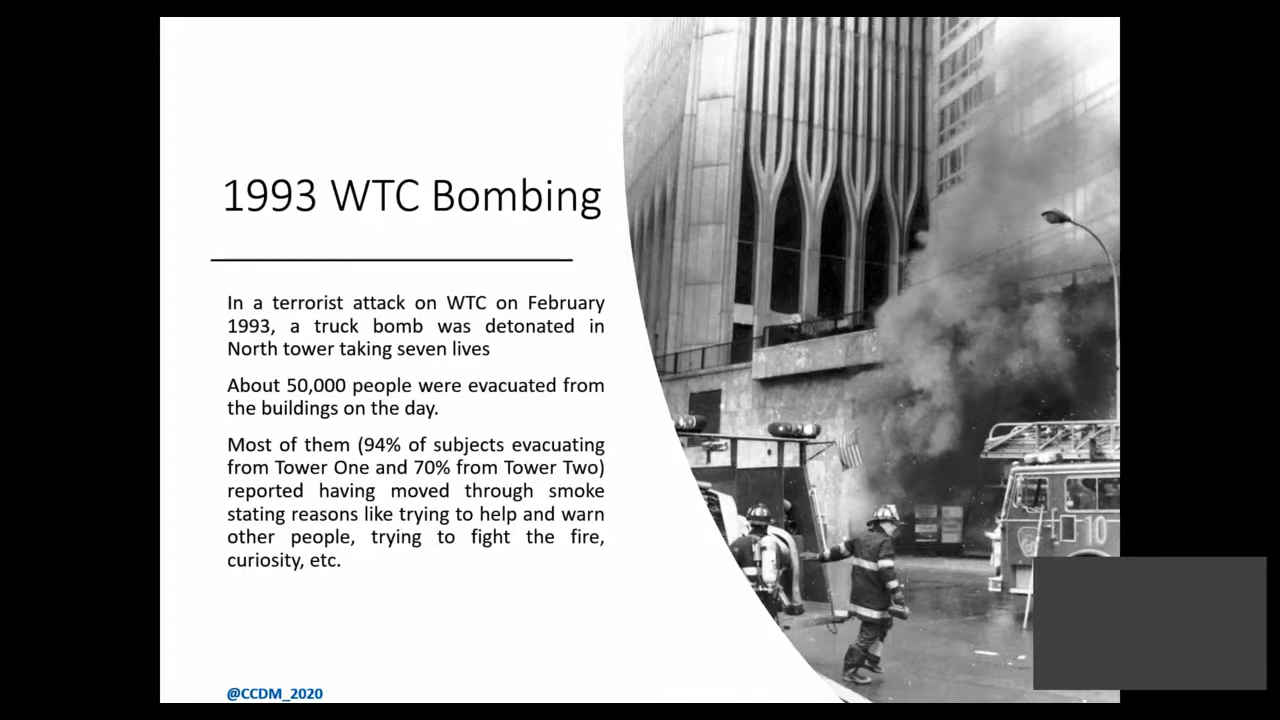 1993 WTC Bombing
In a terrorist attack on WTC on February
1993, a truck bomb was detonated in
North tower taking seven lives
About 50,000 people were evacuated from
the buildings on the day.
Most of them (94% of subjects evacuating
from Tower One and 70% from Tower Two)
reported having moved through smoke
stating reasons like trying to help and warn
other people, trying to fight the fire,
curiosity, etc.
10
@CCDM_2020